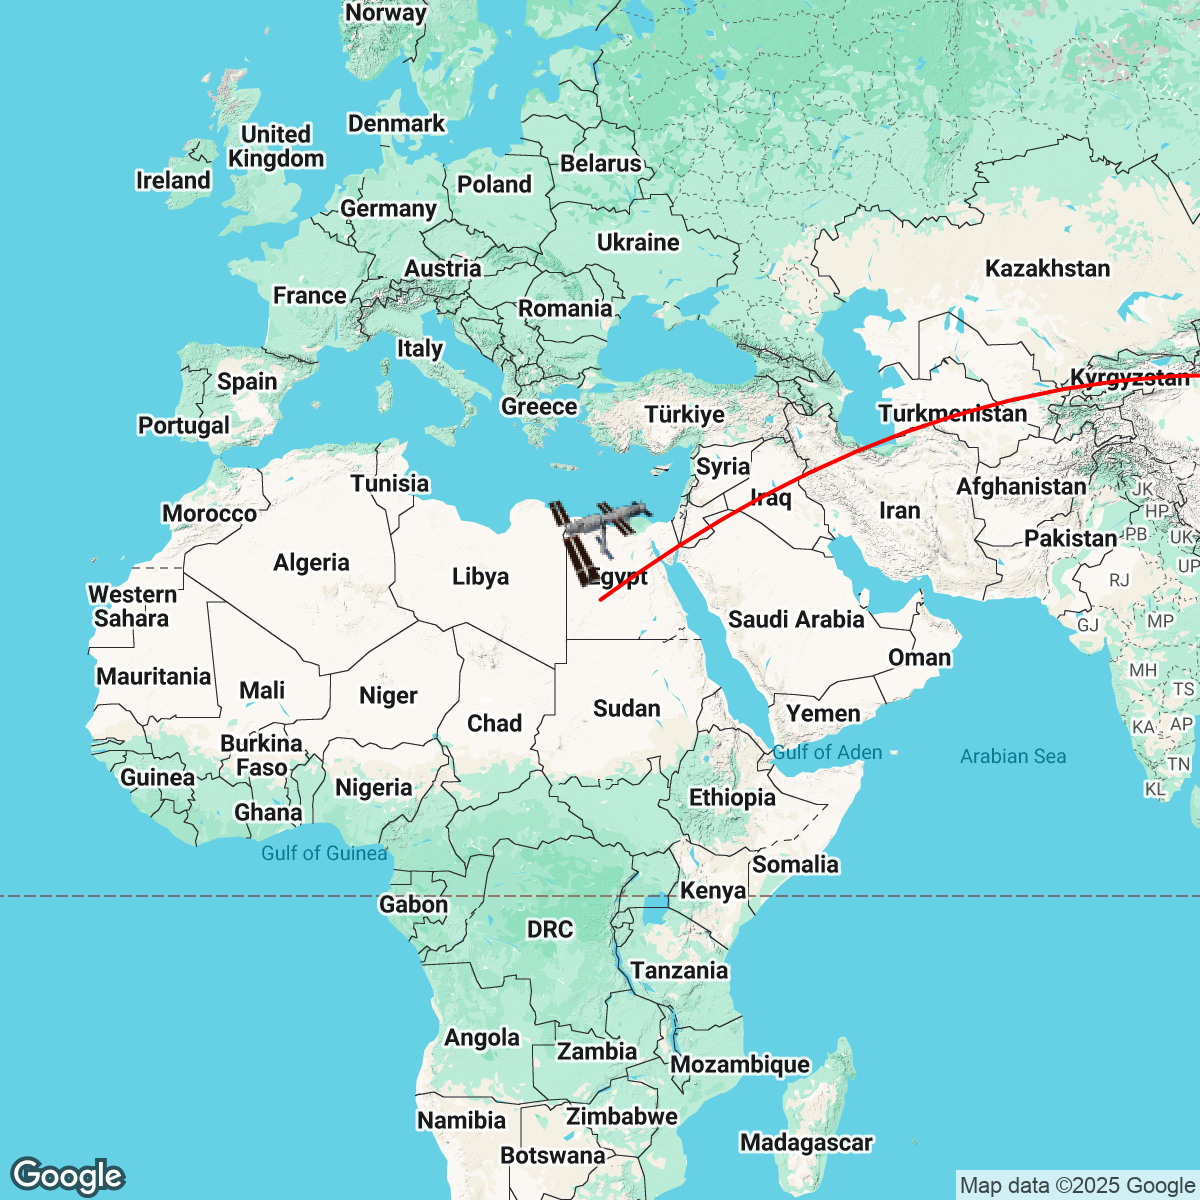 Norway
Denmark
United
Kingdom
Ireland
Belarus
Poland
Germany
Ukraine
Austria
Kazakhstan
France
Romania
Italy
Spain
Kyrgyzstan
Greece
Türkiye
Turkmenistan
Portugal
Syria
Tunisia
Afghanistan
JK
Iraq
HP
Morocco
Iran
PB
UK
Pakistan
Algeria
Libya
Egypt
RJ
UP
Western
Sahara
Saudi Arabia
GJ
MP
Oman
Mauritania
MH
Mali
Niger
TS
Sudan
Yemen
Chad
KA
AP
Burkina
Faso
Gulf of Aden
Arabian Sea
TN
Guinea
Nigeria
KL
Ethiopia
Ghana
Gulf of Guinea
Somalia
Kenya
Gabon
DRC
Tanzania
Angola
Zambia
Mozambique
Namibia
Zimbabwe
Madagascar
Botswana
Google
Map data ©2025 Google